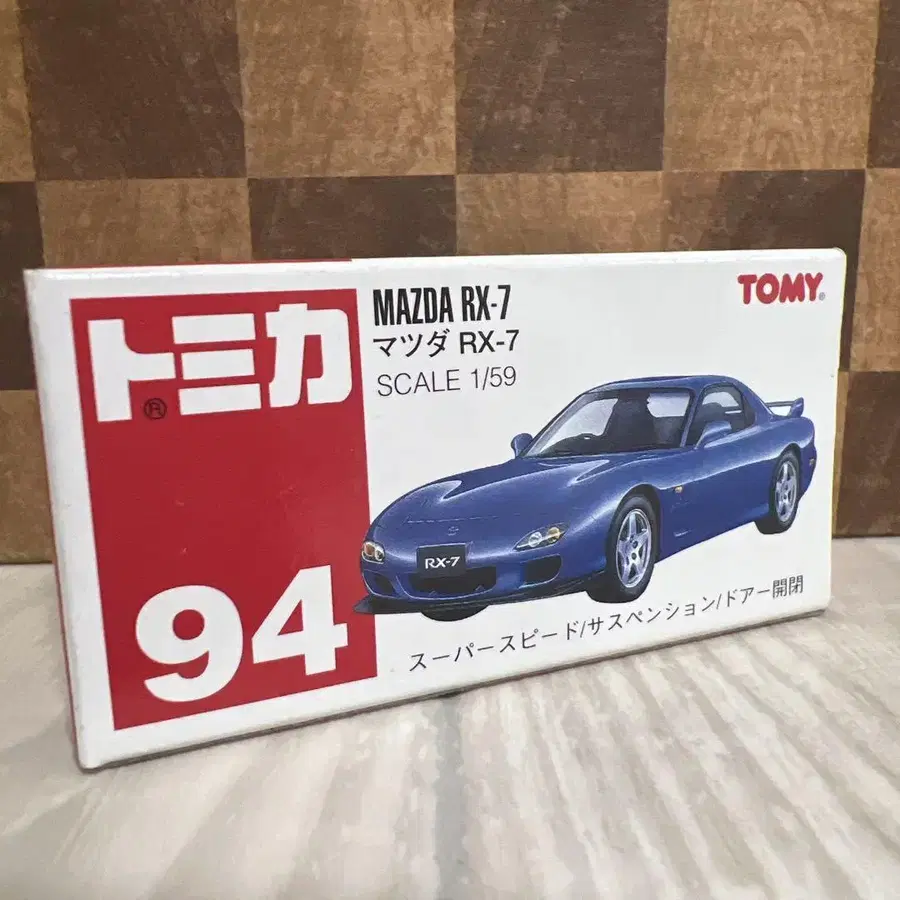 トミカ®
94
MAZDA RX-7
マツダ RX-7
SCALE 1/59
TOMY®
RX-7
スーパースピード/サスペンション/ドアー開閉